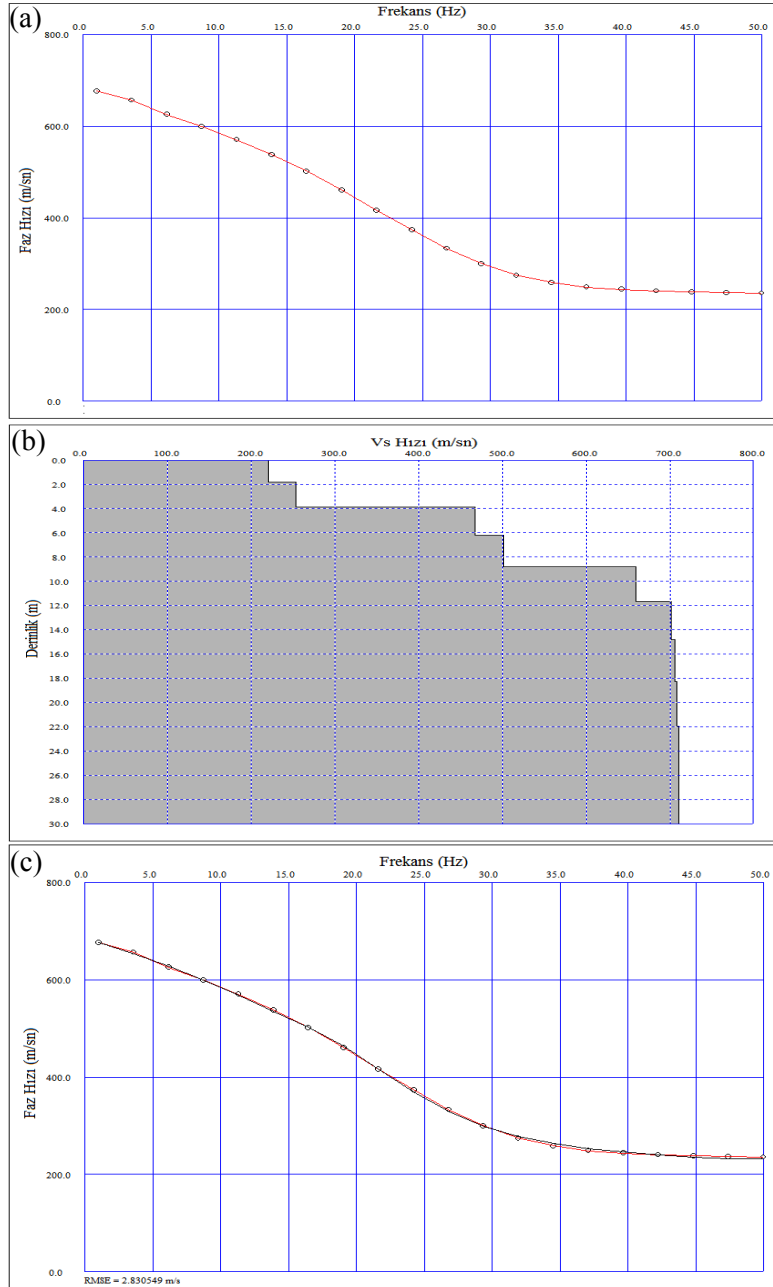 (a)
Frekans (Hz)
0.0 5.0 10.0 15.0 20.0 25.0 30.0 35.0 40.0 45.0 50.0
800.0
600.0
400.0
200.0
0.0
Faz Hızı (m/sn)
(b)
Vs Hızı (m/sn)
0.0 100.0 200.0 300.0 400.0 500.0 600.0 700.0 800.0
0.0
2.0
4.0
6.0
8.0
10.0
12.0
14.0
16.0
18.0
20.0
22.0
24.0
26.0
28.0
30.0
Derinlik (m)
(c)
Frekans (Hz)
0.0 5.0 10.0 15.0 20.0 25.0 30.0 35.0 40.0 45.0 50.0
800.0
600.0
400.0
200.0
0.0
Faz Hızı (m/sn)
RMSE = 2.830549 m/s